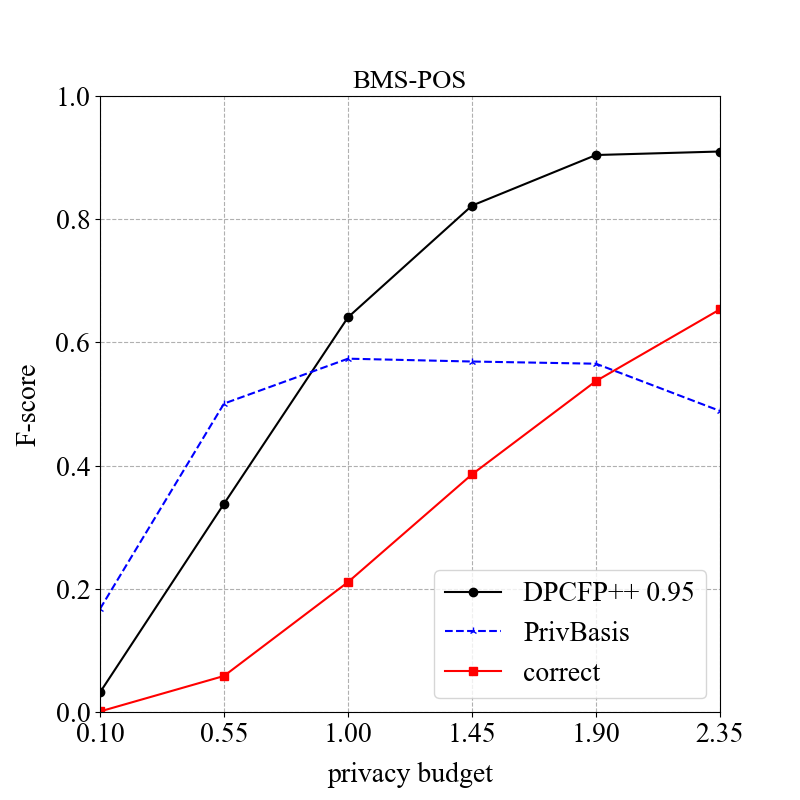 BMS-POS
1.0
0.8
0.6
0.4
0.2
0.0
F-score
DPCFP++ 0.95
PrivBasis
correct
0.10 0.55 1.00 1.45 1.90 2.35
privacy budget